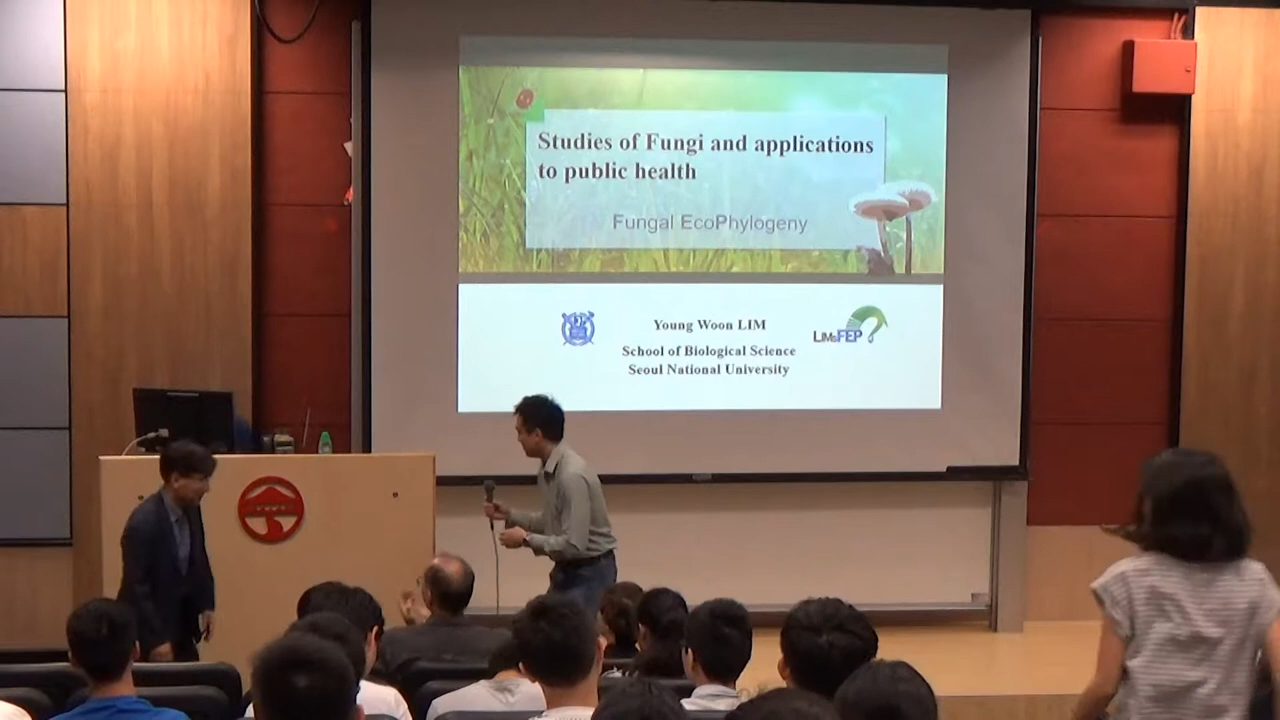 Studies of Fungi and applications
to public health
Fungal EcoPhylogeny
Young Woon LIM
School of Biological Science
Seoul National University
LIMsFEP